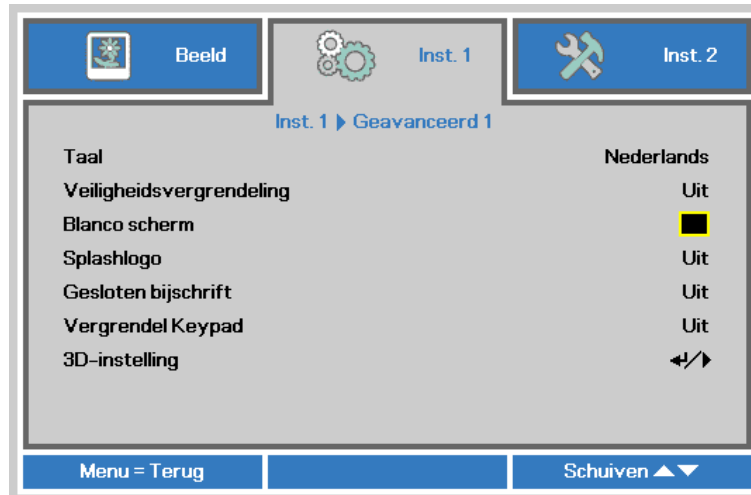 Beeld
Inst. 1
Inst. 2
Inst. 1 Geavanceerd 1
Taal Nederlands
Veiligheidsvergrendeling Uit
Blanco scherm
Splashlogo Uit
Gesloten bijschrift Uit
Vergrendel Keypad Uit
3D-instelling /
Menu = Terug
Schuiven